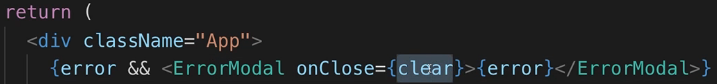 return (
<div className="App">
{error && <ErrorModal onClose={clear}>{error}</ErrorModal>}